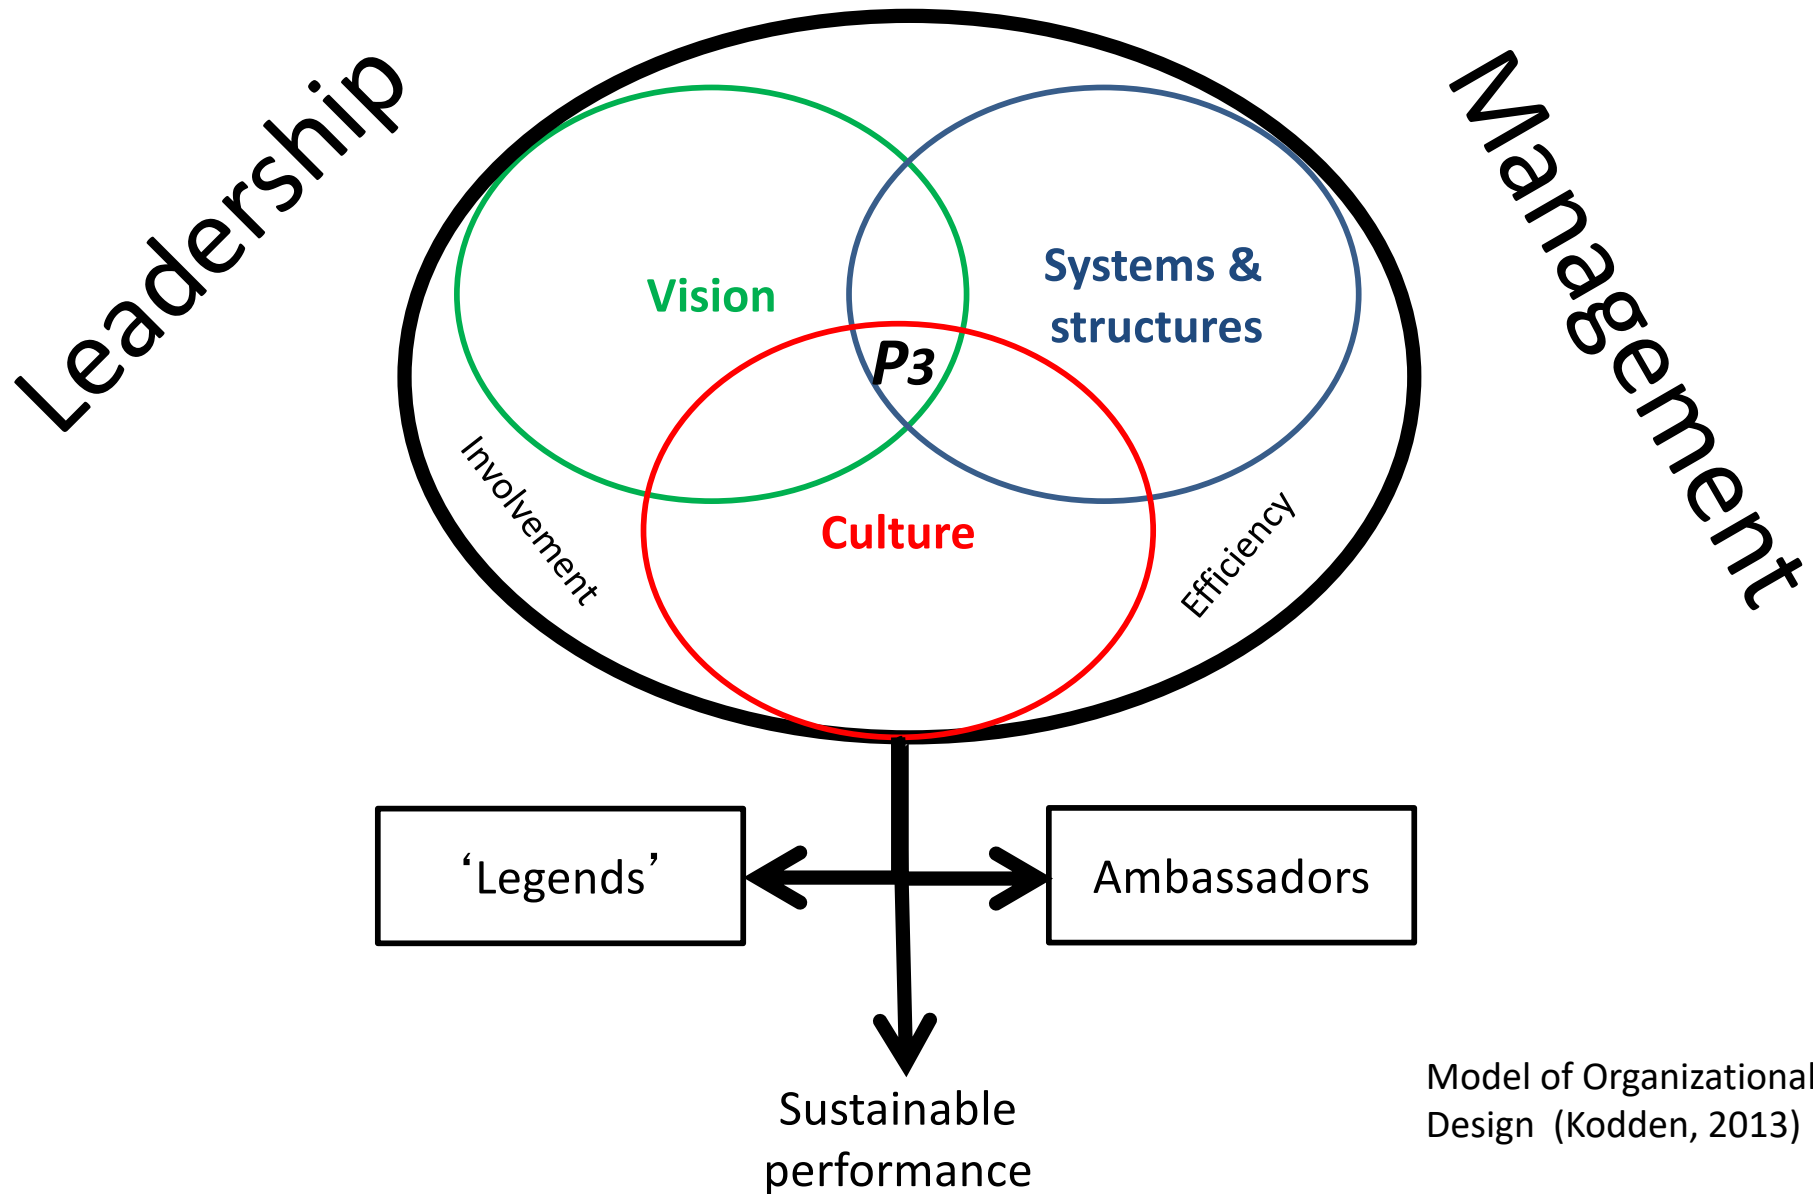 Leadership
Management
Vision
Systems &
structures
P3
Involvement
Culture
Efficiency
‘Legends’
Ambassadors
Sustainable
performance
Model of Organizational
Design (Kodden, 2013)